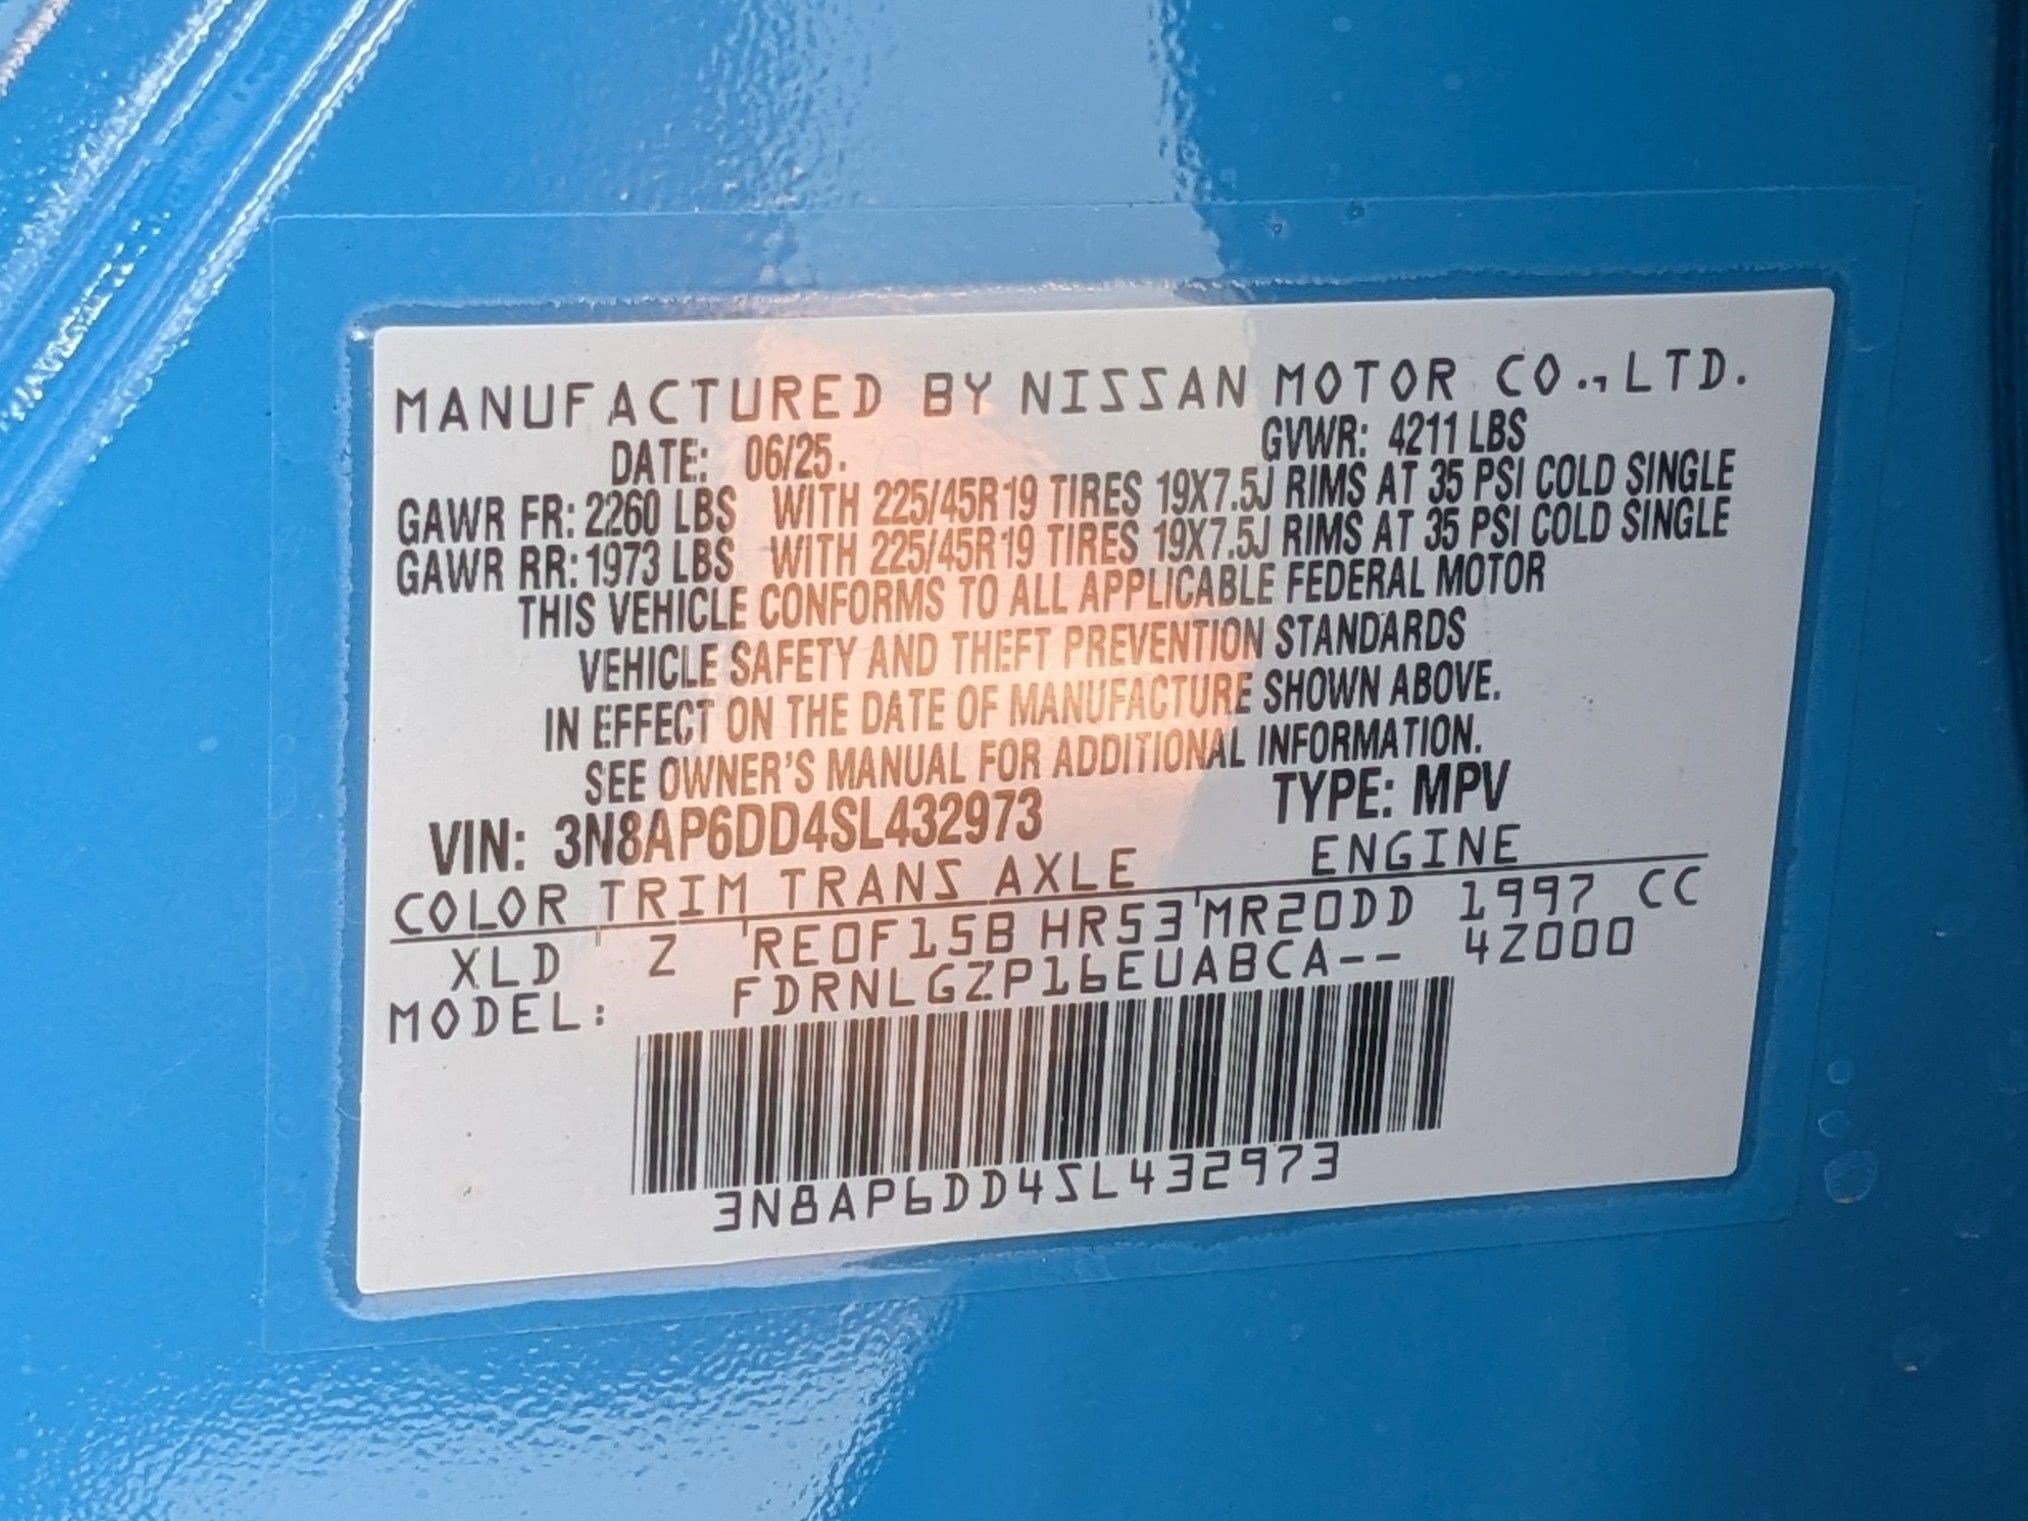 MANUFACTURED BY NISSAN MOTOR CO.,LTD.
DATE: 06/25. GVWR: 4211 LBS
GAWR FR: 2260 LBS WITH 225/45R19 TIRES 19X7.5J RIMS AT 35 PSI COLD SINGLE
GAWR RR: 1973 LBS WITH 225/45R19 TIRES 19X7.5J RIMS AT 35 PSI COLD SINGLE
THIS VEHICLE CONFORMS TO ALL APPLICABLE FEDERAL MOTOR
VEHICLE SAFETY AND THEFT PREVENTION STANDARDS
IN EFFECT ON THE DATE OF MANUFACTURE SHOWN ABOVE.
SEE OWNER'S MANUAL FOR ADDITIONAL INFORMATION.
VIN: 3N8AP6DD4SL432973 TYPE: MPV
COLOR TRIM TRANS AXLE ENGINE
XLD Z RE0F15B HR53 MR20DD 1997 CC
MODEL: FDRNLGZP16EUABCA-- 4Z000
3N8AP6DD4SL432973